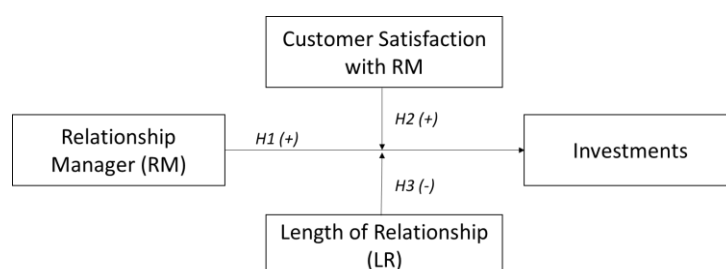 Customer Satisfaction
with RM
H2 (+)
Relationship
Manager (RM)
H1 (+)
Investments
H3 (-)
Length of Relationship
(LR)